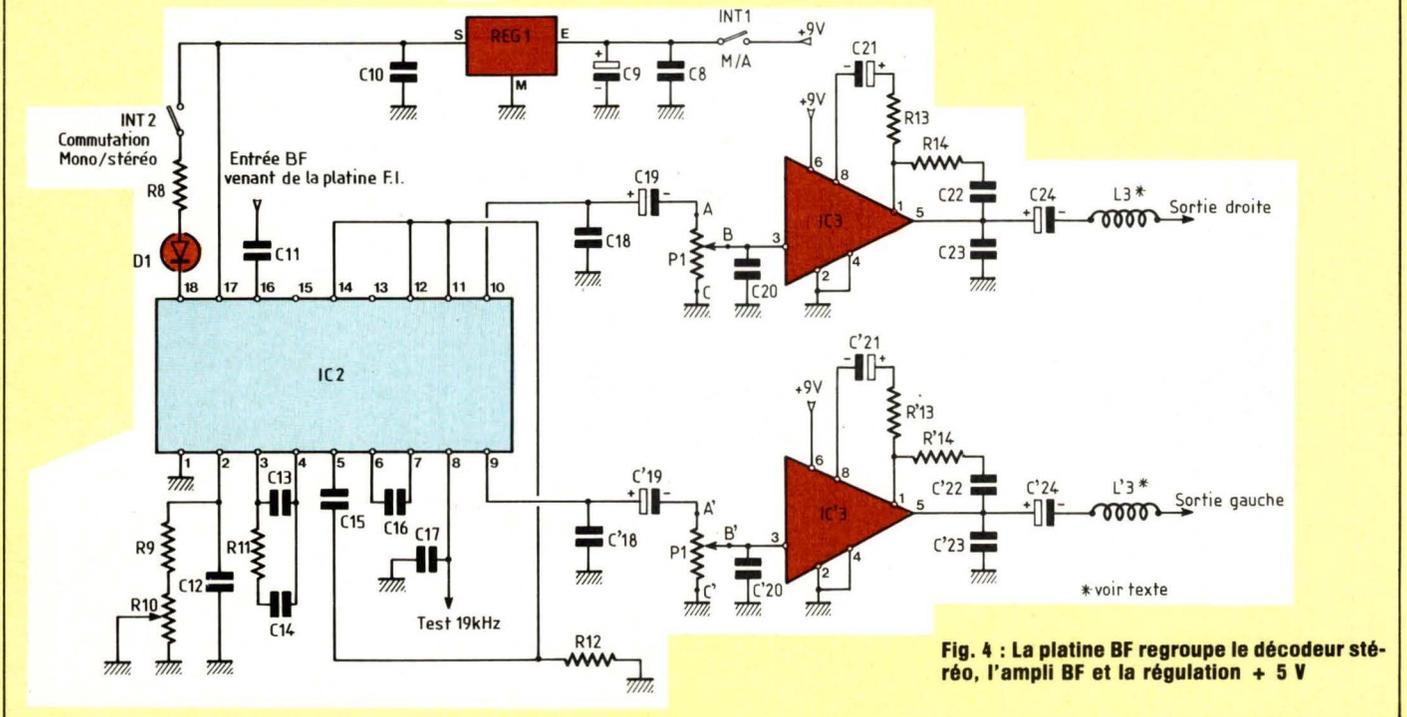 INT1
+9V
M/A
S
REG1
E
M
C10
C9
+
-
C8
INT 2
Commutation
Mono/stéréo
R8
D1
Entrée BF
venant de la platine F.I.
C11
18 17 16 15 14 13 12 11 10
IC2
1 2 3 4 5 6 7 8 9
R9
R10
C12
C13
R11
C14
C15
C16
C17
Test 19kHz
R12
C18
C19
+ -
A
B
C
P1
C20
+9V
C21
- +
R13
R14
IC3
3
6
8
1
5
2
4
C22
C23
C24
+ -
L3*
Sortie droite
C'18
C'19
+ -
A'
B'
C'
P1
C'20
+9V
C'21
- +
R'13
R'14
IC'3
3
6
8
1
5
2
4
C'22
C'23
C'24
+ -
L'3*
Sortie gauche
*voir texte
Fig. 4 : La platine BF regroupe le décodeur sté-
réo, l'ampli BF et la régulation + 5 V